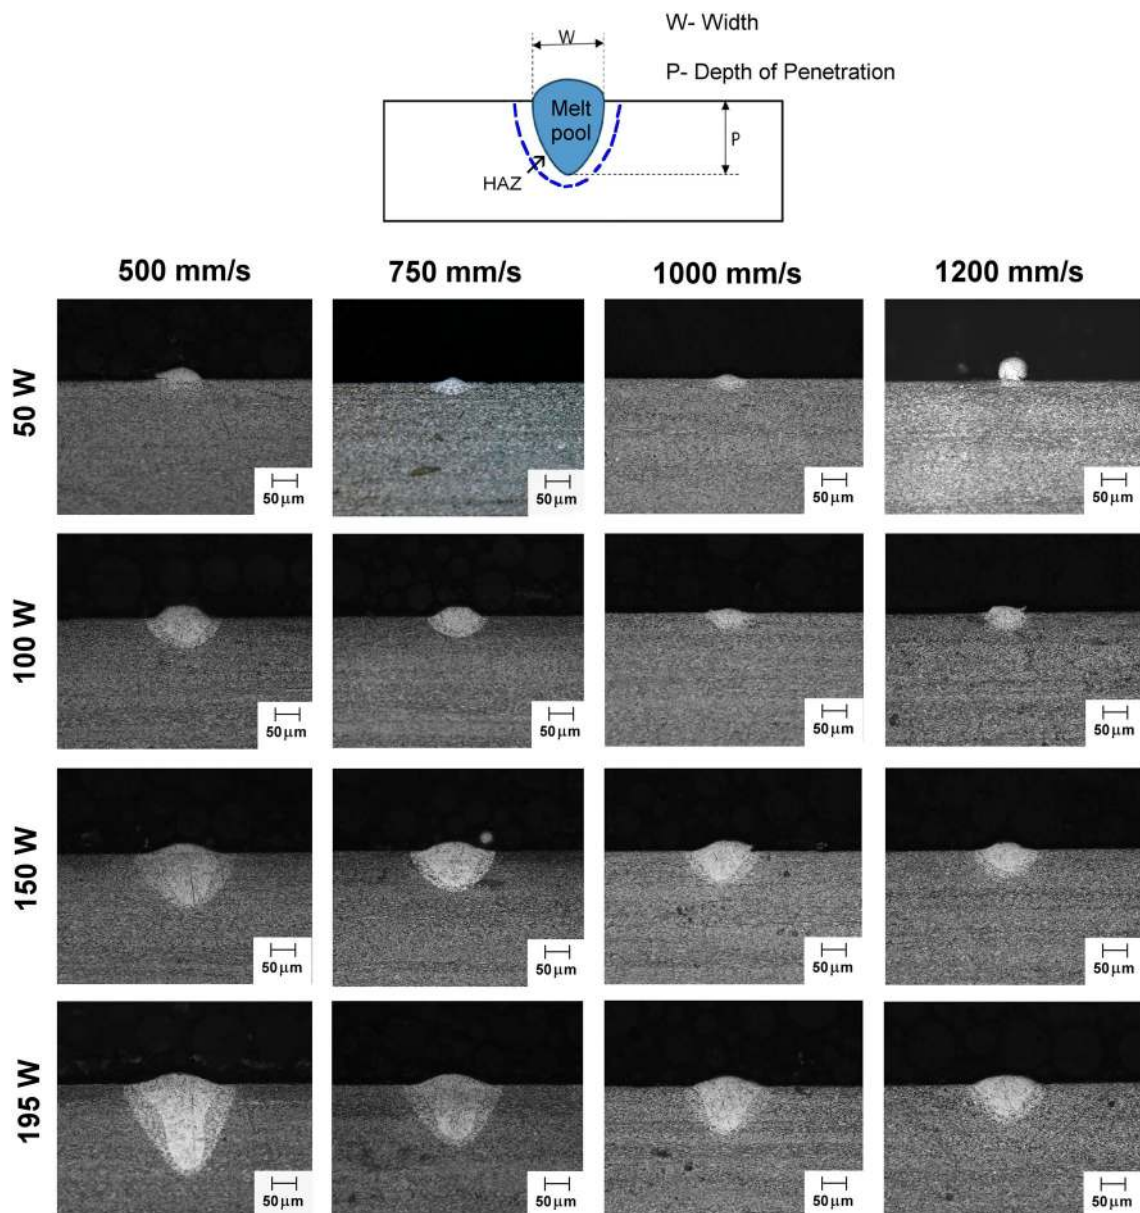 W- Width
W
P- Depth of Penetration
Melt
pool
P
HAZ
500 mm/s 750 mm/s 1000 mm/s 1200 mm/s
50 W
50 μm 50 μm 50 μm 50 μm
100 W
50 μm 50 μm 50 μm 50 μm
150 W
50 μm 50 μm 50 μm 50 μm
195 W
50 μm 50 μm 50 μm 50 μm